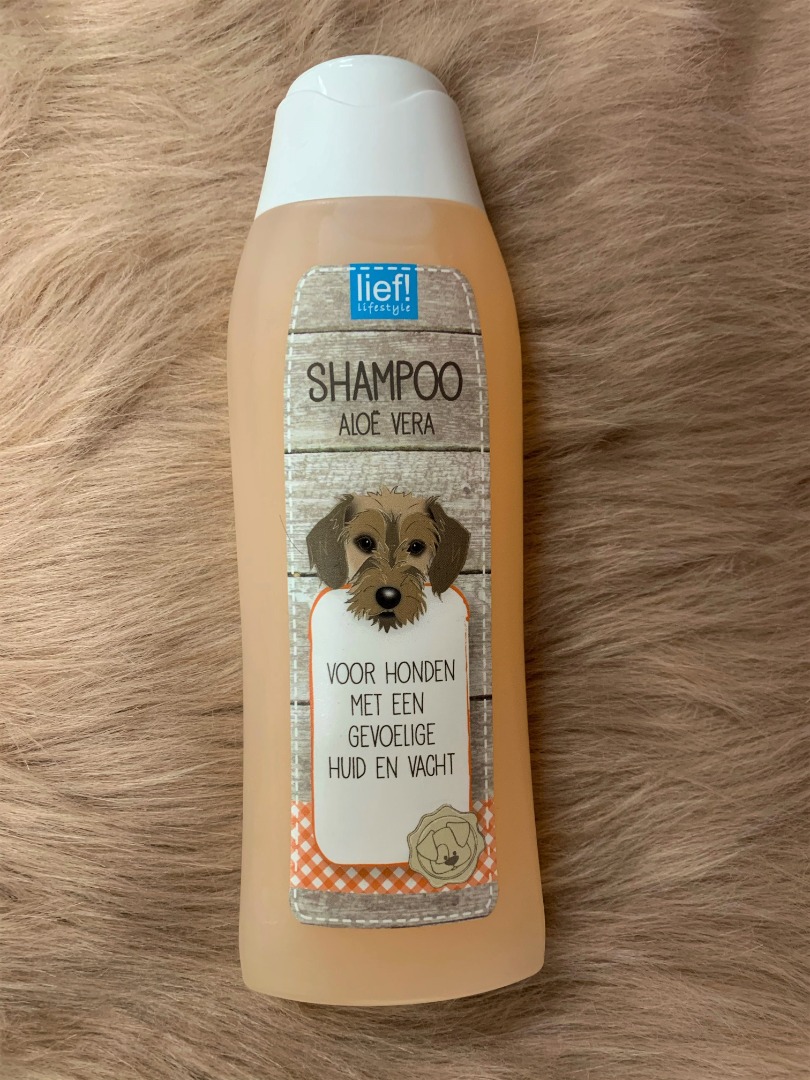 lief!
lifestyle
SHAMPOO
ALOË VERA
VOOR HONDEN
MET EEN
GEVOELIGE
HUID EN VACHT